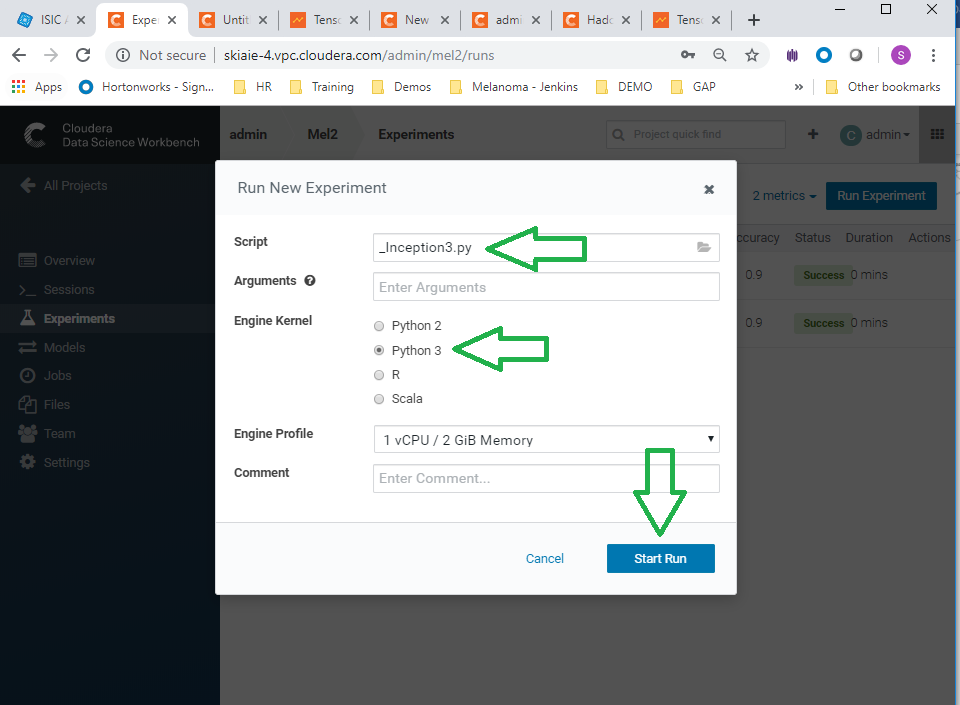 ISIC A
Expe
Untit
Tens
New
admi
Had
Tens
Not secure
skiaie-4.vpc.cloudera.com/admin/mel2/runs
S
Apps
Hortonworks - Sign...
HR
Training
Demos
Melanoma - Jenkins
DEMO
GAP
»
Other bookmarks
Cloudera
Data Science Workbench
admin
Mel2
Experiments
Project quick find
C
admin
All Projects
Run New Experiment
2 metrics
Run Experiment
Script
_Inception3.py
ccuracy
Status
Duration
Actions
Overview
Arguments
Enter Arguments
0.9
Success
0 mins
Sessions
Experiments
Engine Kernel
Python 2
0.9
Success
0 mins
Models
Python 3
Jobs
R
Files
Scala
Team
Engine Profile
1 vCPU / 2 GiB Memory
Settings
Comment
Enter Comment...
Cancel
Start Run